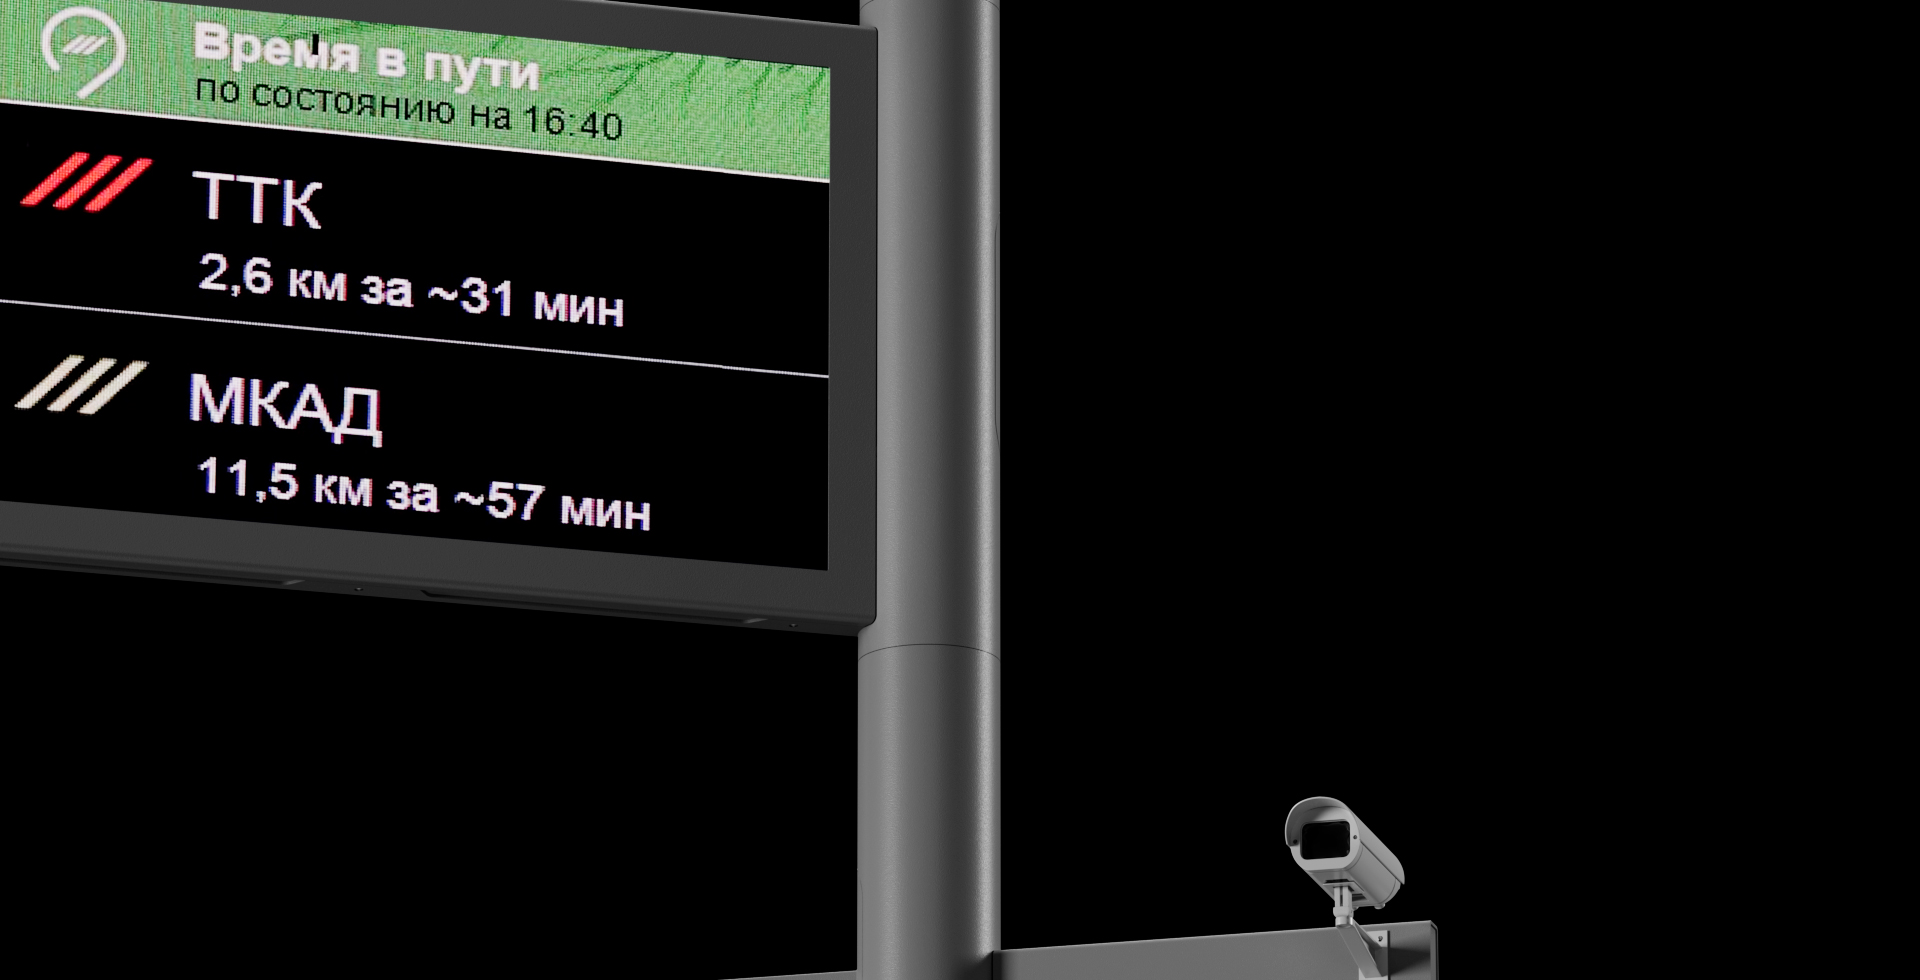 Время в пути
по состоянию на 16:40
ТТК
2,6 км за ~31 мин
МКАД
11,5 км за ~57 мин